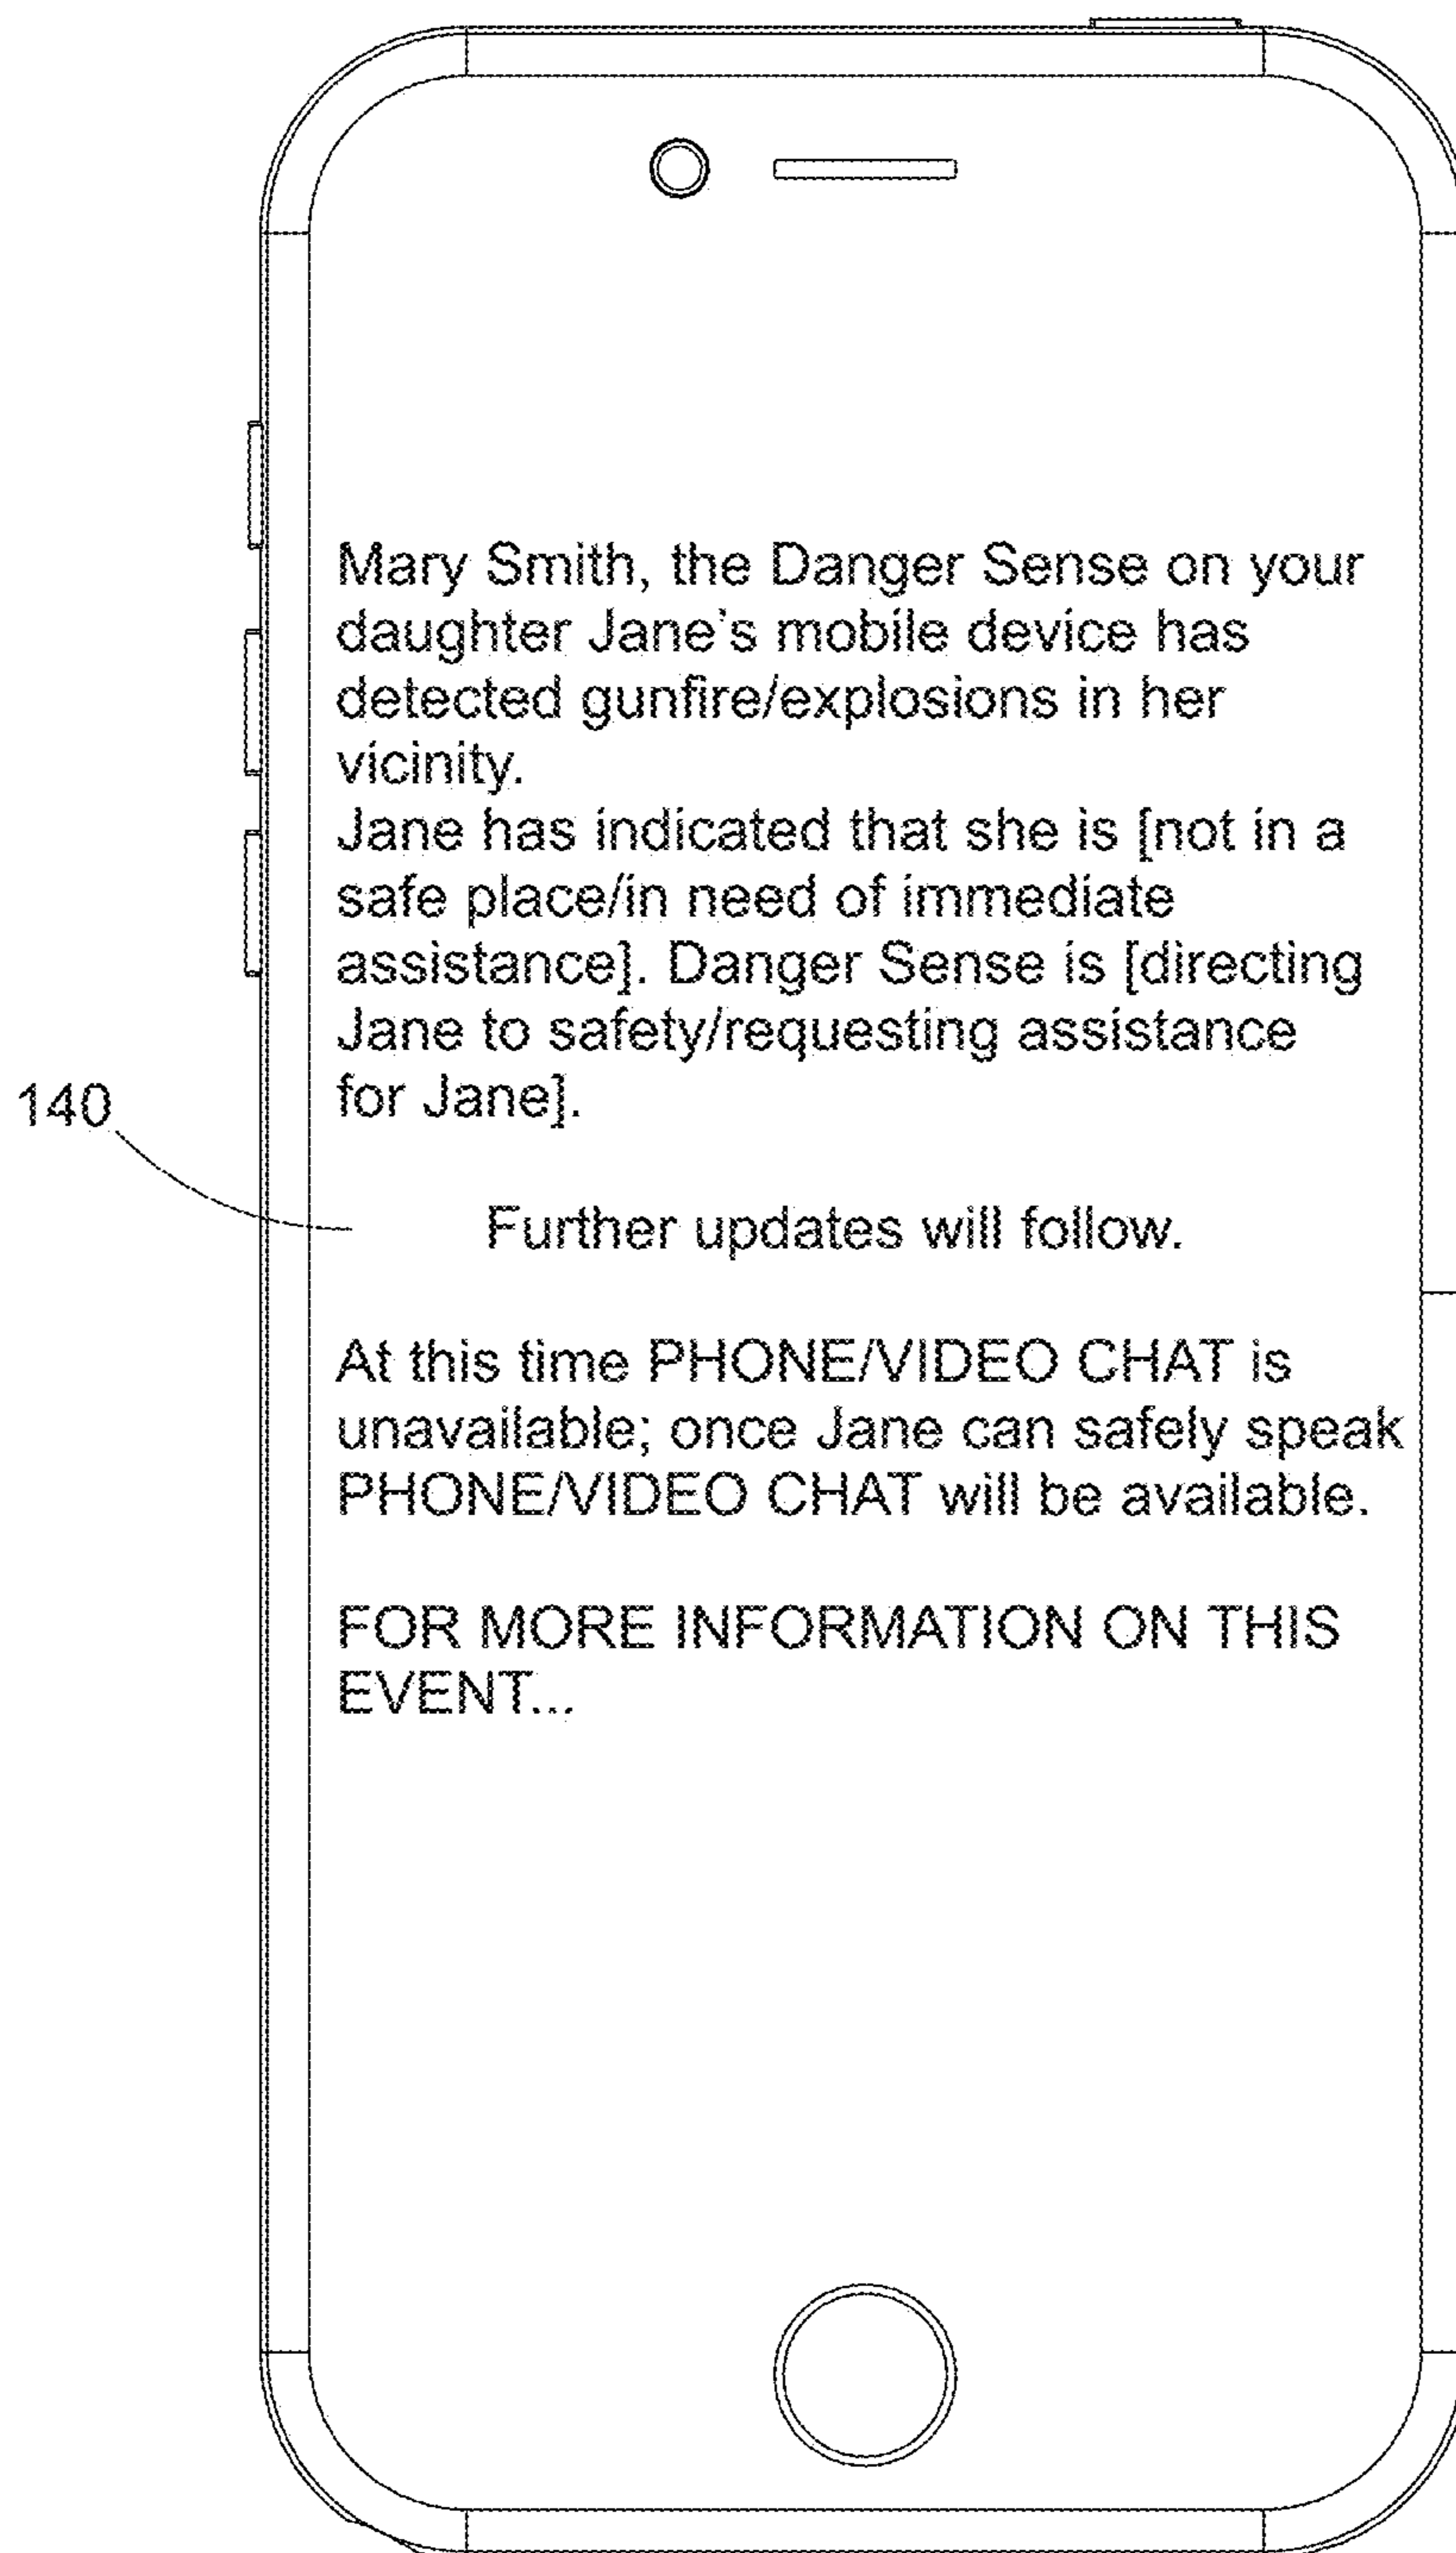 Mary Smith, the Danger Sense on your
daughter Jane's mobile device has
detected gunfire/explosions in her
vicinity.
Jane has indicated that she is [not in a
safe place/in need of immediate
assistance]. Danger Sense is [directing
Jane to safety/requesting assistance
for Jane].
140
Further updates will follow.
At this time PHONE/VIDEO CHAT is
unavailable; once Jane can safely speak
PHONE/VIDEO CHAT will be available.
FOR MORE INFORMATION ON THIS
EVENT...